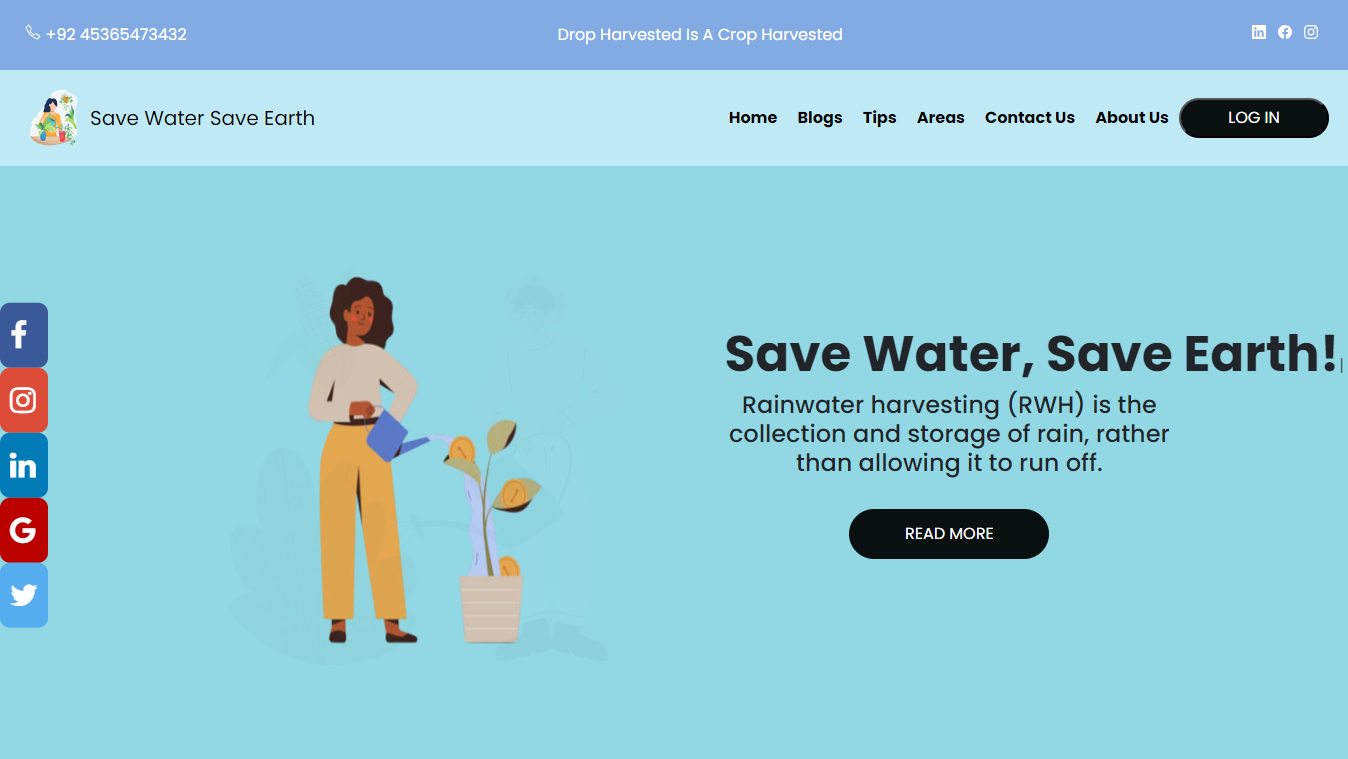 +92 45365473432
Drop Harvested Is A Crop Harvested
Save Water Save Earth
Home Blogs Tips Areas Contact Us About Us LOG IN
Save Water, Save Earth!
Rainwater harvesting (RWH) is the
collection and storage of rain, rather
than allowing it to run off.
READ MORE